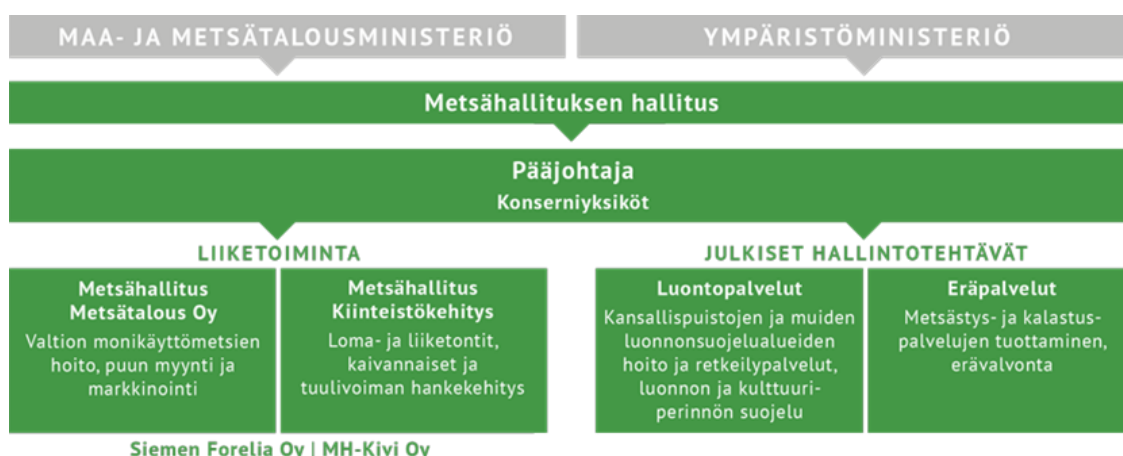 MAA- JA METSÄTALOUSMINISTERIÖ
YMPÄRISTÖMINISTERIÖ
Metsähallituksen hallitus
Pääjohtaja
Konserniyksiköt
LIIKETOIMINTA
JULKISET HALLINTOTEHTÄVÄT
Metsähallitus
Metsätalous Oy
Valtion monikäyttömetsien
hoito, puun myynti ja
markkinointi
Metsähallitus
Kiinteistökehitys
Loma- ja liiketontit,
kaivannaiset ja
tuulivoiman hankekehitys
Luontopalvelut
Kansallispuistojen ja muiden
luonnonsuojelualueiden
hoito ja retkeilypalvelut,
luonnon ja kulttuuri-
perinnön suojelu
Eräpalvelut
Metsästys- ja kalastus-
palvelujen tuottaminen,
erävalvonta
Siemen Forelia Oy | MH-Kivi Oy